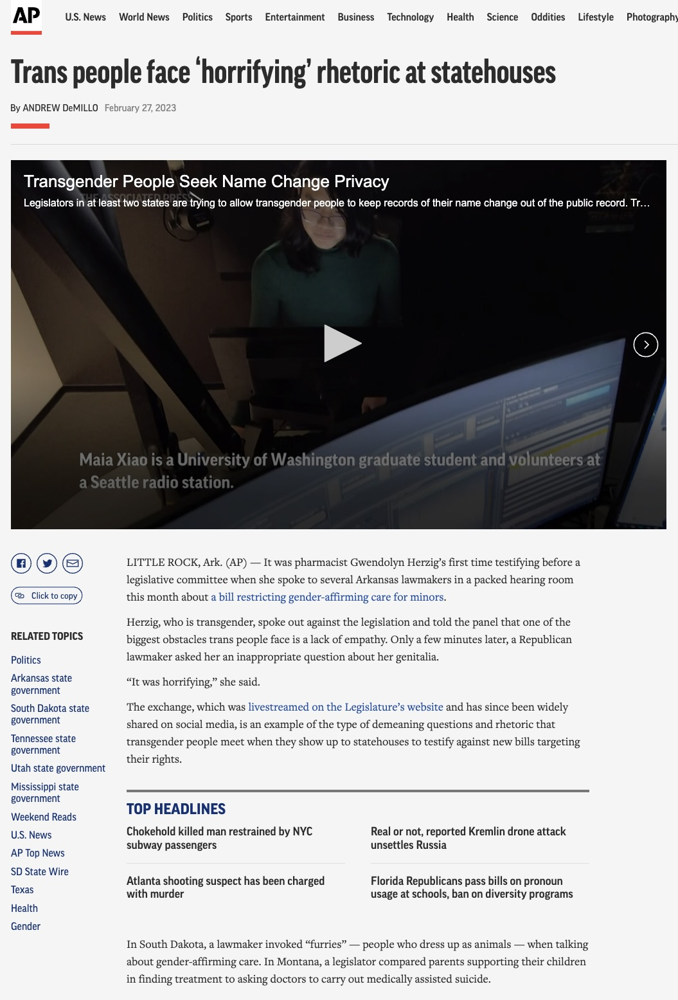 AP
U.S. News World News Politics Sports Entertainment Business Technology Health Science Oddities Lifestyle Photography
Trans people face ‘horrifying’ rhetoric at statehouses
By ANDREW DeMILLO February 27, 2023
Transgender People Seek Name Change Privacy
THE ASSOCIATED PRESS
Legislators in at least two states are trying to allow transgender people to keep records of their name change out of the public record. Tr...
Maia Xiao is a University of Washington graduate student and volunteers at
a Seattle radio station.
Click to copy
RELATED TOPICS
Politics
Arkansas state
government
South Dakota state
government
Tennessee state
government
Utah state government
Mississippi state
government
Weekend Reads
U.S. News
AP Top News
SD State Wire
Texas
Health
Gender
LITTLE ROCK, Ark. (AP) — It was pharmacist Gwendolyn Herzig’s first time testifying before a
legislative committee when she spoke to several Arkansas lawmakers in a packed hearing room
this month about a bill restricting gender-affirming care for minors.
Herzig, who is transgender, spoke out against the legislation and told the panel that one of the
biggest obstacles trans people face is a lack of empathy. Only a few minutes later, a Republican
lawmaker asked her an inappropriate question about her genitalia.
“It was horrifying,” she said.
The exchange, which was livestreamed on the Legislature’s website and has since been widely
shared on social media, is an example of the type of demeaning questions and rhetoric that
transgender people meet when they show up to statehouses to testify against new bills targeting
their rights.
TOP HEADLINES
Chokehold killed man restrained by NYC
subway passengers
Real or not, reported Kremlin drone attack
unsettles Russia
Atlanta shooting suspect has been charged
with murder
Florida Republicans pass bills on pronoun
usage at schools, ban on diversity programs
In South Dakota, a lawmaker invoked “furries” — people who dress up as animals — when talking
about gender-affirming care. In Montana, a legislator compared parents supporting their children
in finding treatment to asking doctors to carry out medically assisted suicide.